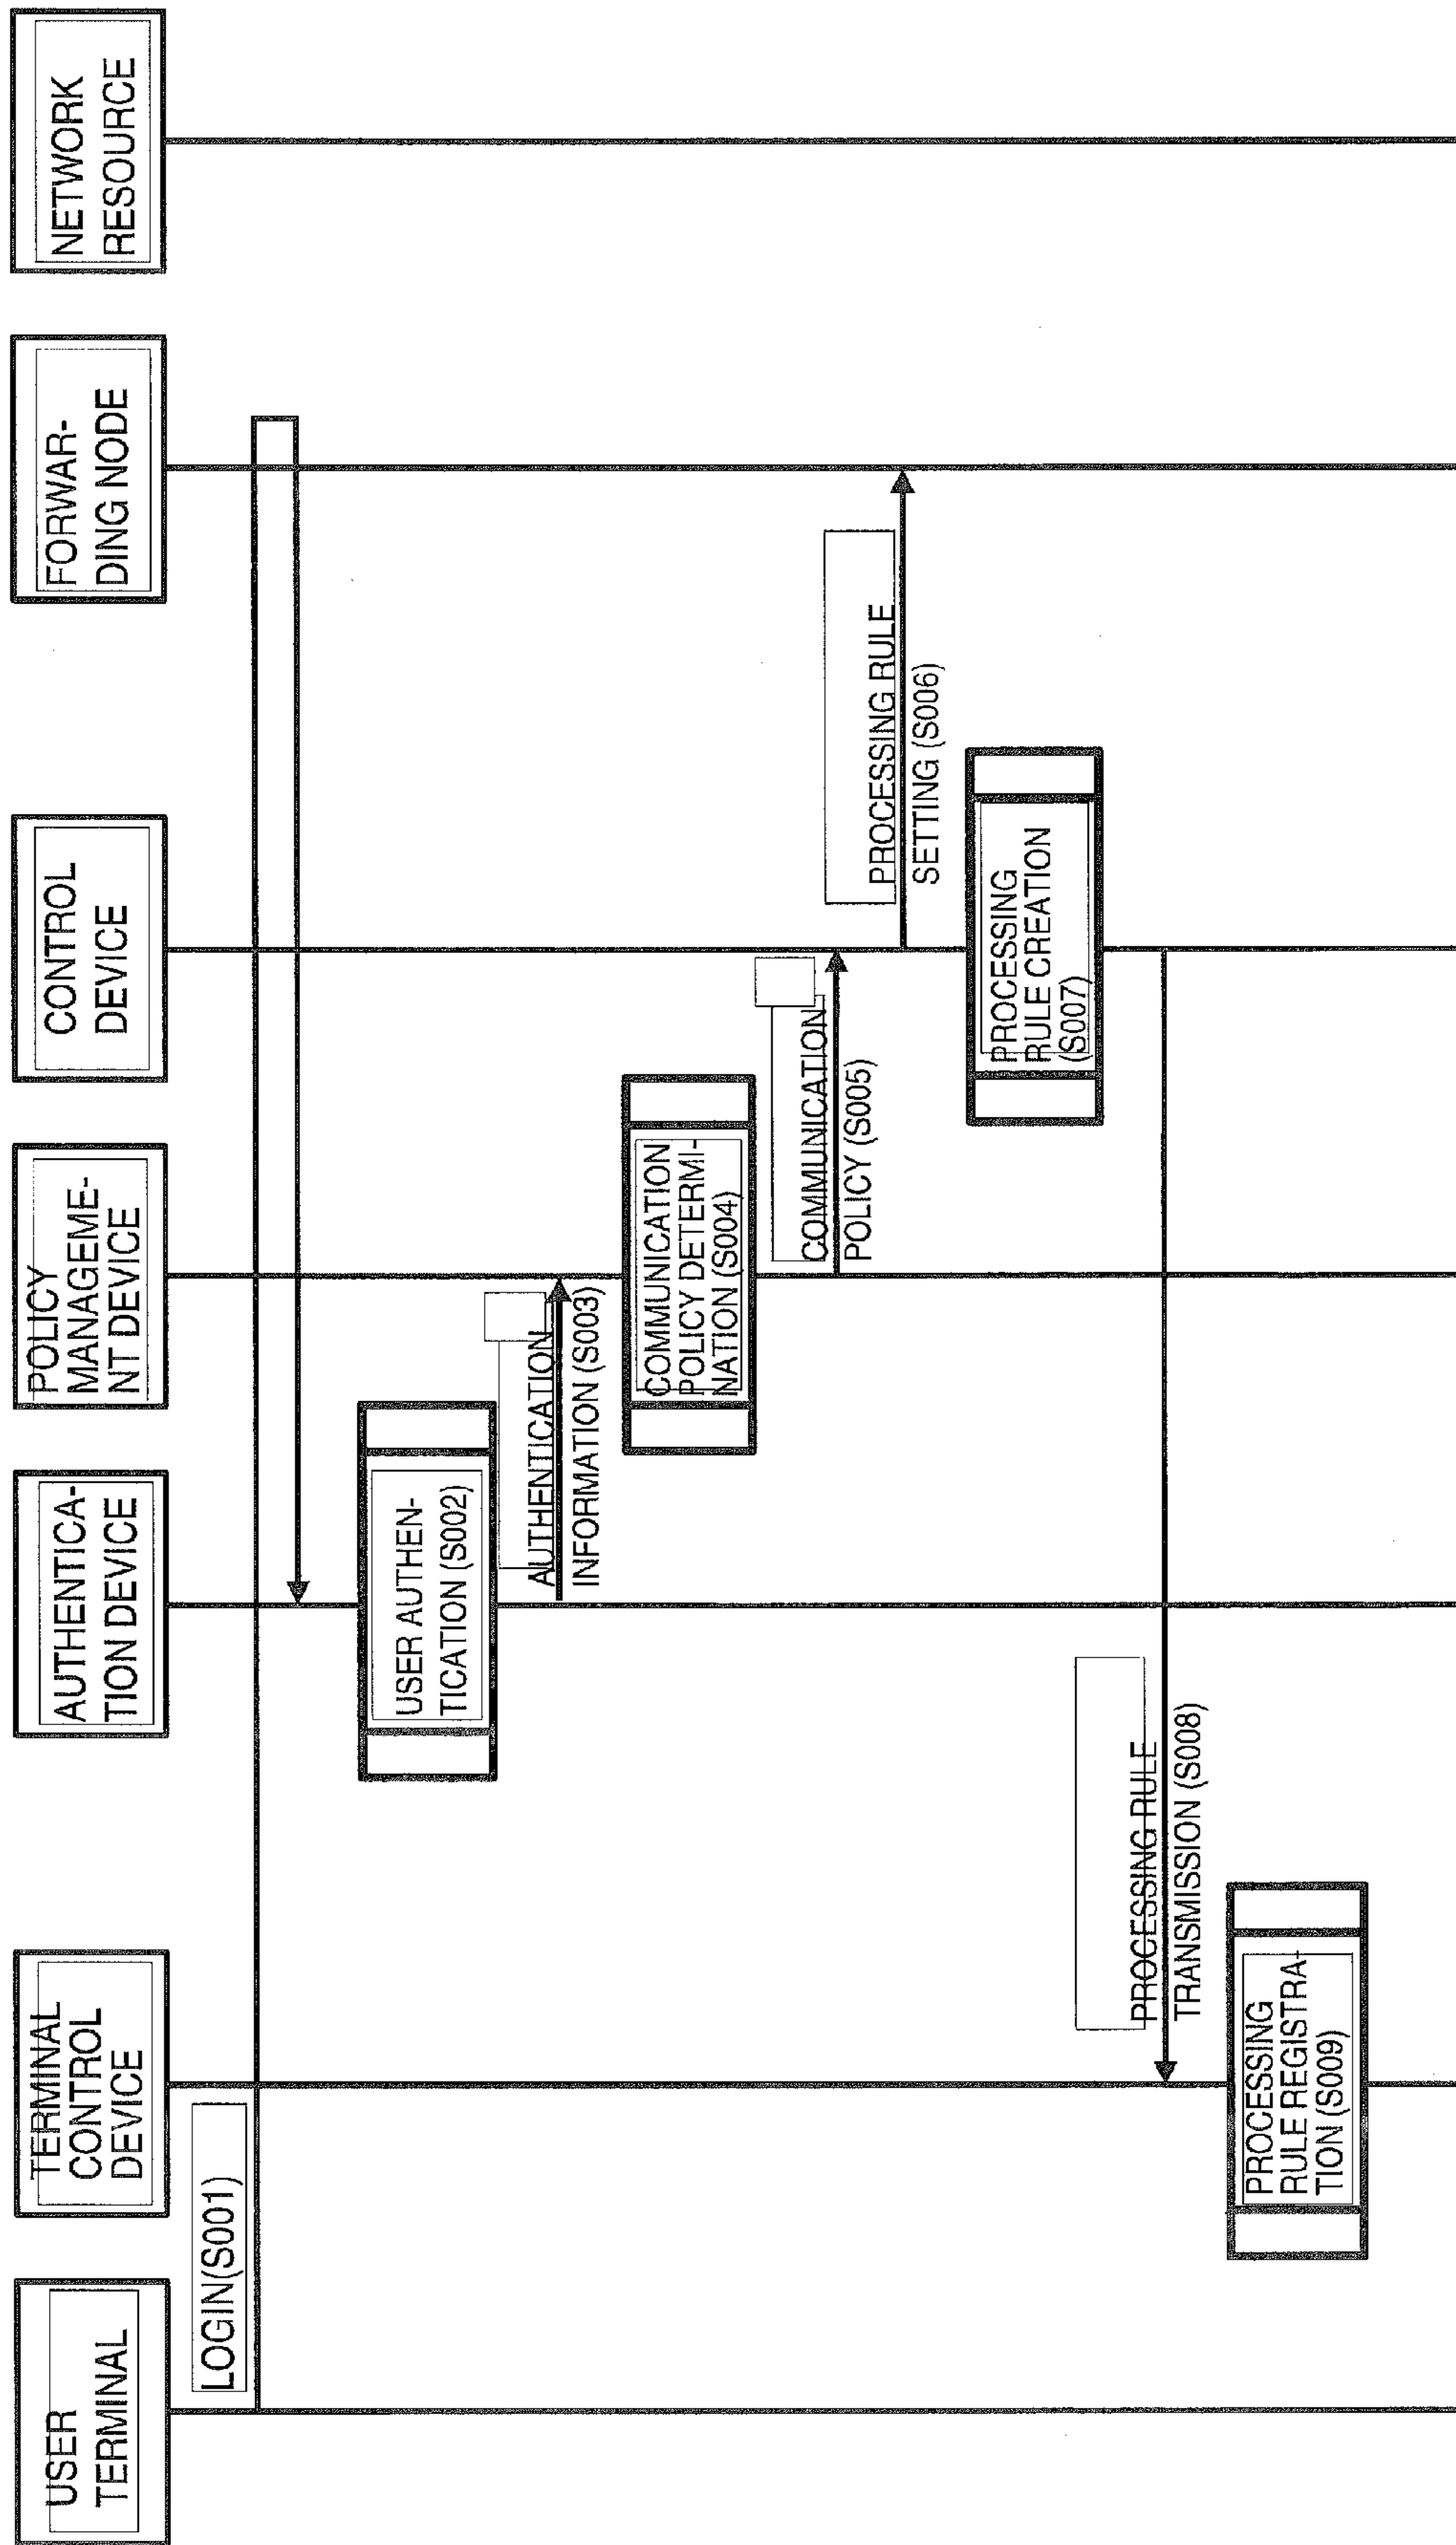 USER
TERMINAL
TERMINAL
CONTROL
DEVICE
AUTHENTICA-
TION DEVICE
POLICY
MANAGEME-
NT DEVICE
CONTROL
DEVICE
FORWAR-
DING NODE
NETWORK
RESOURCE
LOGIN(S001)
USER AUTHEN-
TICATION (S002)
AUTHENTICATION
INFORMATION (S003)
COMMUNICATION
POLICY DETERMI-
NATION (S004)
COMMUNICATION
POLICY (S005)
PROCESSING RULE
SETTING (S006)
PROCESSING
RULE CREATION
(S007)
PROCESSING RULE
TRANSMISSION (S008)
PROCESSING
RULE REGISTRA-
TION (S009)